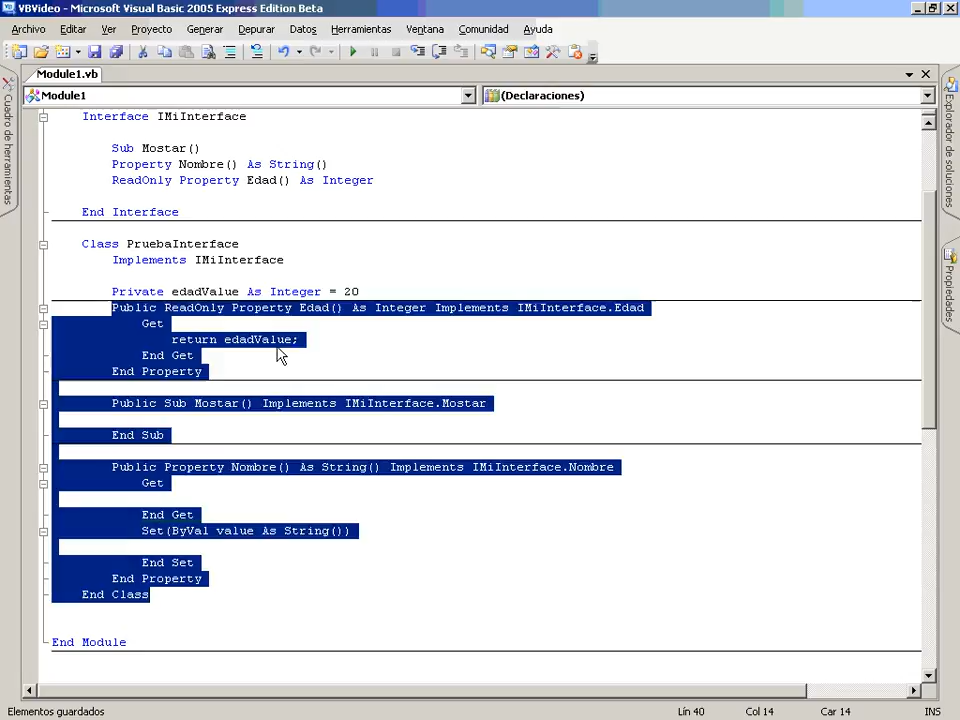 VBVideo - Microsoft Visual Basic 2005 Express Edition Beta
Archivo Editar Ver Proyecto Generar Depurar Datos Herramientas Ventana Comunidad Ayuda
Module1.vb
Module1 (Declaraciones)
Cuadro de herramientas
Interface IMiInterface
Sub Mostar()
Property Nombre() As String()
ReadOnly Property Edad() As Integer
End Interface
Class PruebaInterface
Implements IMiInterface
Private edadValue As Integer = 20
Public ReadOnly Property Edad() As Integer Implements IMiInterface.Edad
Get
return edadValue;
End Get
End Property
Public Sub Mostar() Implements IMiInterface.Mostar
End Sub
Public Property Nombre() As String() Implements IMiInterface.Nombre
Get
End Get
Set(ByVal value As String())
End Set
End Property
End Class
End Module
Explorador de soluciones
Propiedades
Elementos guardados Lín 40 Col 14 Car 14 INS